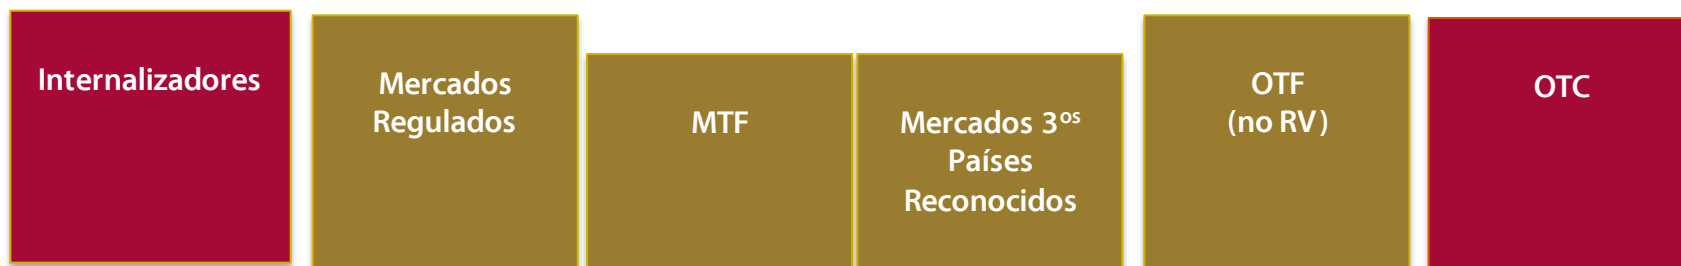 Internalizadores
Mercados
Regulados
MTF
Mercados 3ºˢ
Países
Reconocidos
OTF
(no RV)
OTC